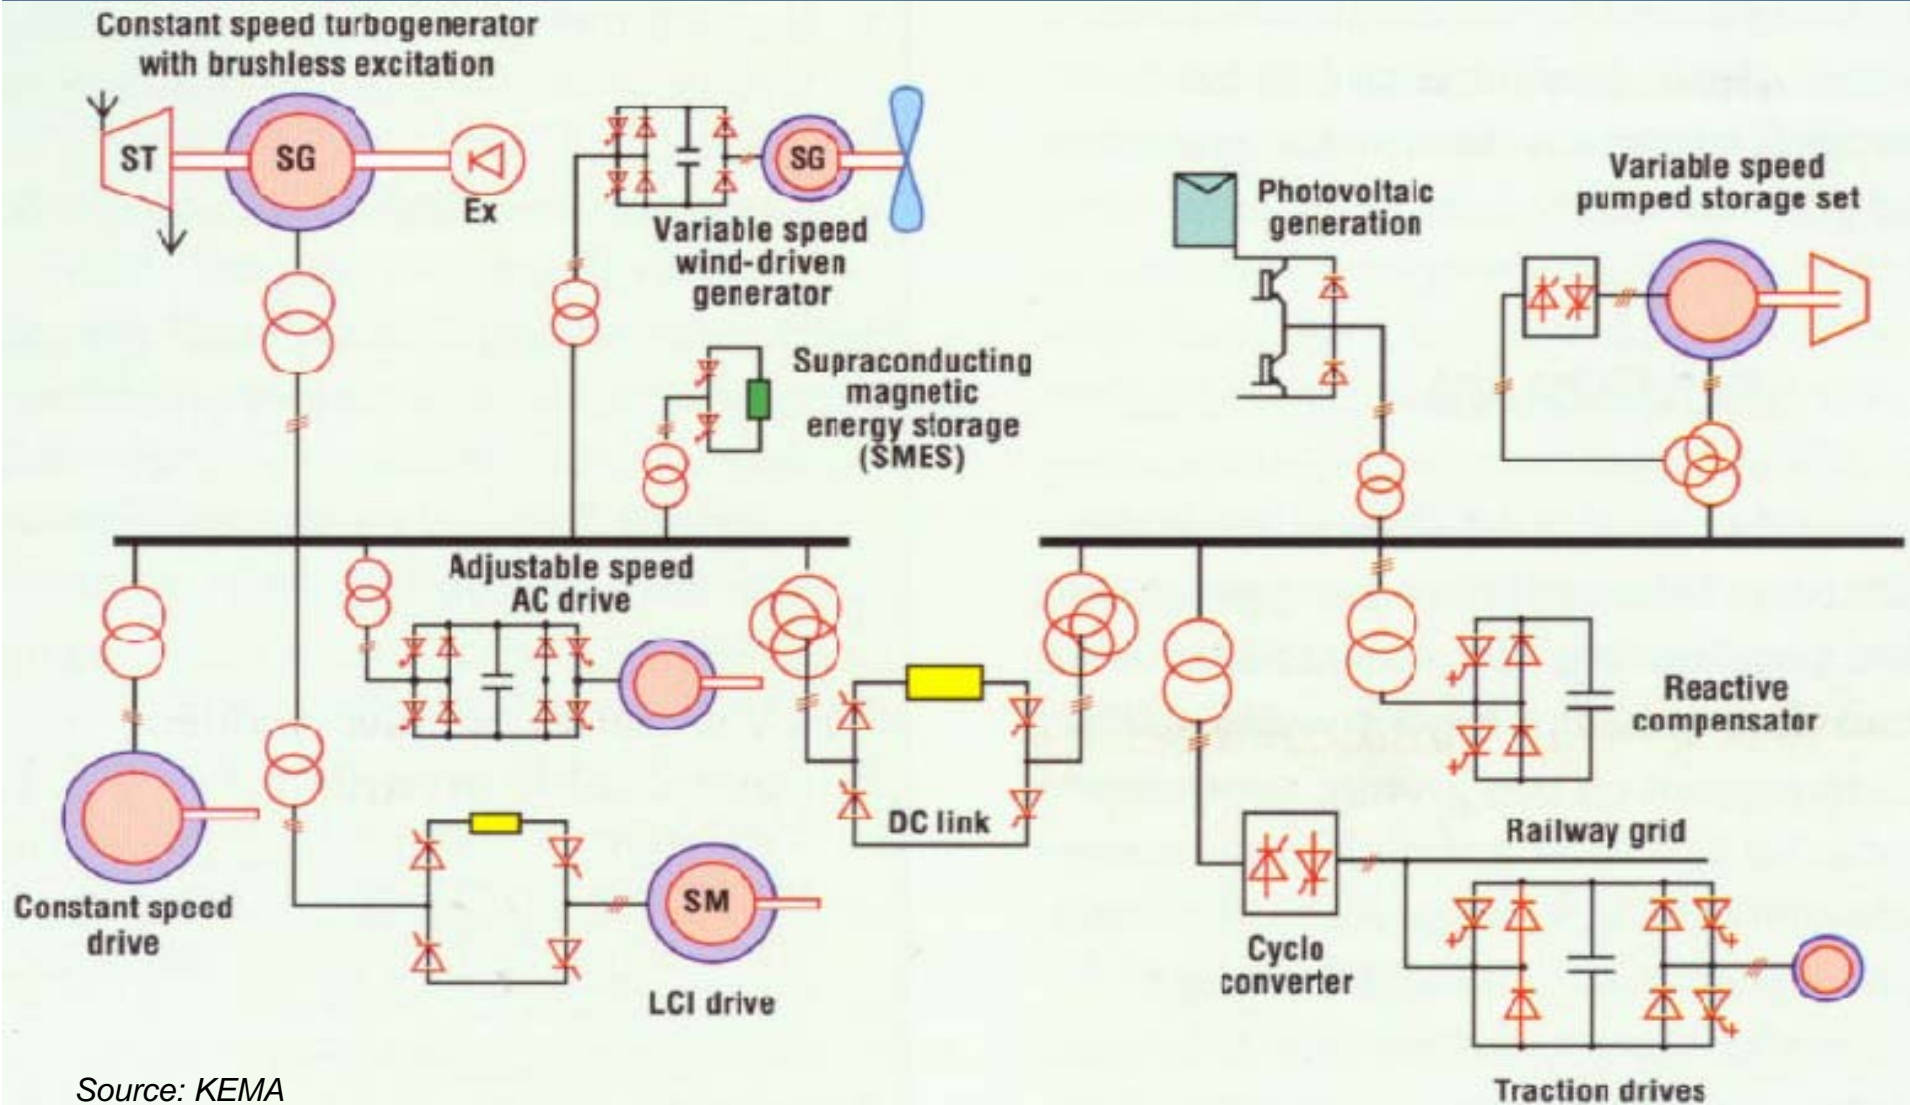 Constant speed turbogenerator
with brushless excitation
ST
SG
Ex
SG
Variable speed
wind-driven
generator
Supraconducting
magnetic
energy storage
(SMES)
Photovoltaic
generation
Variable speed
pumped storage set
Adjustable speed
AC drive
Constant speed
drive
SM
LCI drive
DC link
Reactive
compensator
Railway grid
Cyclo
converter
Traction drives
Source: KEMA